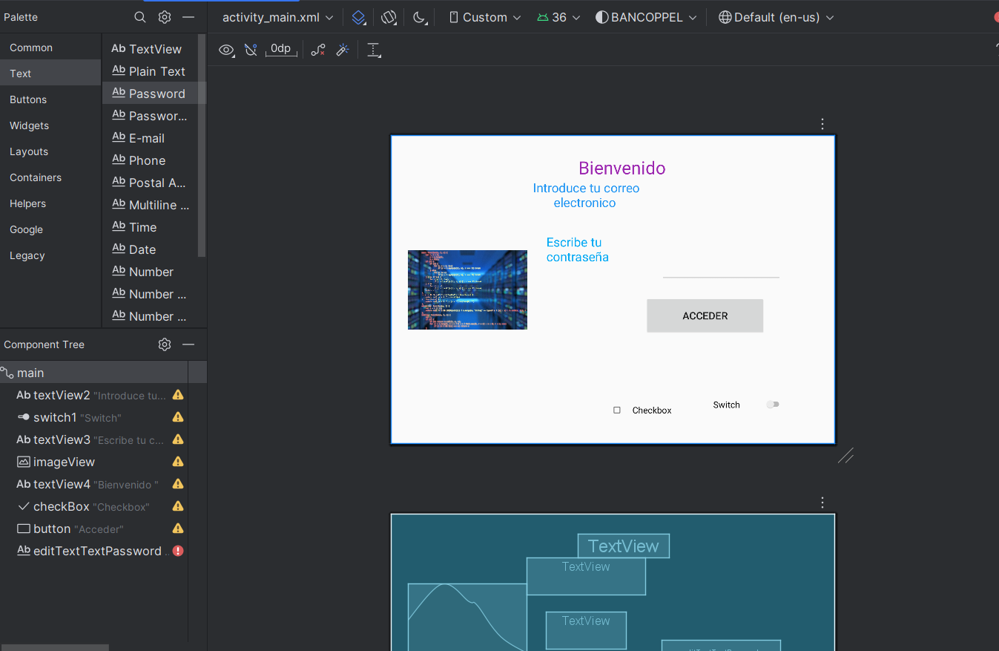 Palette
activity_main.xml
Custom
36
BANCOPPEL
Default (en-us)
Common
Text
Buttons
Widgets
Layouts
Containers
Helpers
Google
Legacy
Ab TextView
Ab Plain Text
Ab Password
Ab Passwor...
Ab E-mail
Ab Phone
Ab Postal A...
Ab Multiline ...
Ab Time
Ab Date
Ab Number
Ab Number ...
Ab Number ...
0dp
Bienvenido
Introduce tu correo
electronico
Escribe tu
contraseña
ACCEDER
Checkbox
Switch
Component Tree
main
Ab textView2 "Introduce tu...
switch1 "Switch"
Ab textView3 "Escribe tu c...
imageView
Ab textView4 "Bienvenido "
checkBox "Checkbox"
button "Acceder"
Ab editTextTextPassword ..
TextView
TextView
TextView